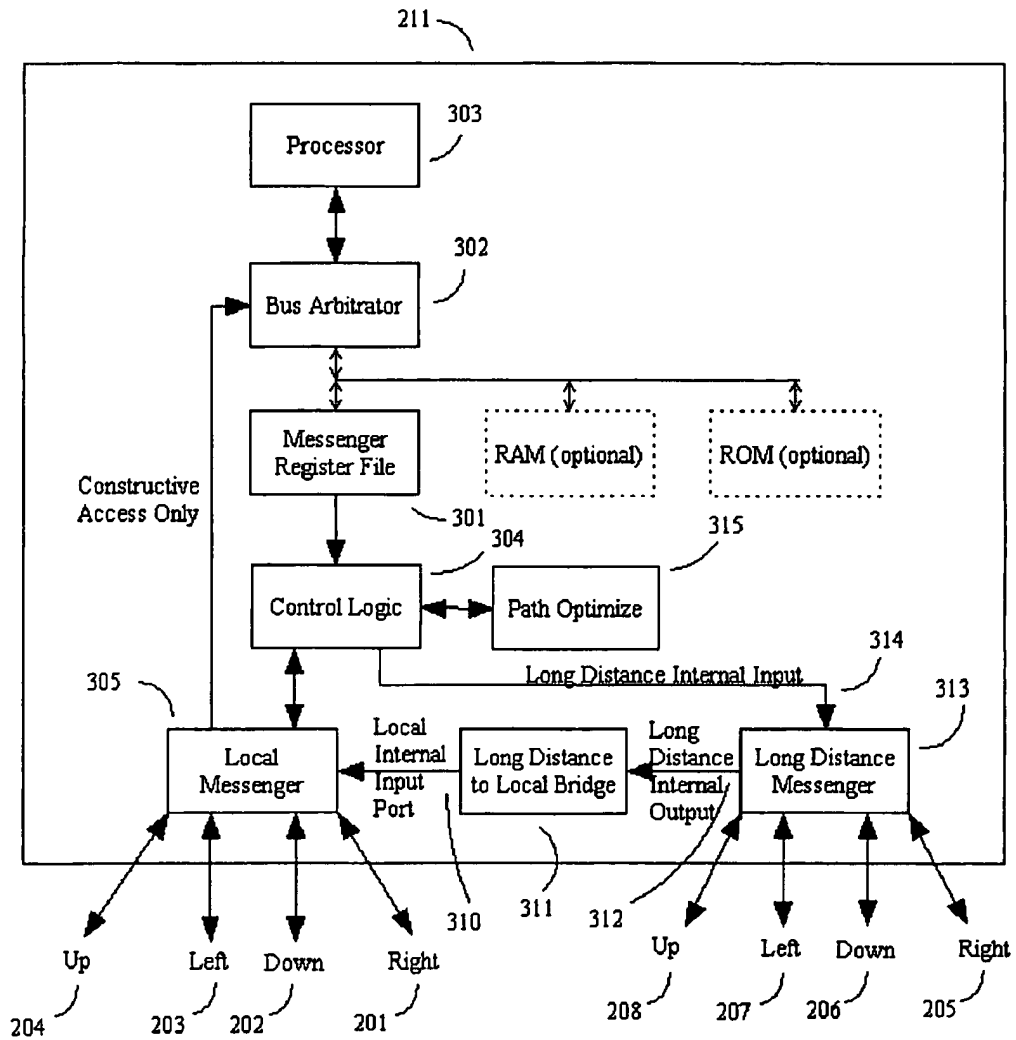 211
303
Processor
302
Bus Arbitrator
Messenger
Register File
RAM (optional)
ROM (optional)
Constructive
Access Only
301
304
315
Control Logic
Path Optimize
314
Long Distance Internal Input
305
313
Local
Messenger
Local
Internal
Input
Port
Long Distance
to Local Bridge
Long
Distance
Internal
Output
Long Distance
Messenger
310
311
312
Up
Left
Down
Right
Up
Left
Down
Right
204
203
202
201
208
207
206
205